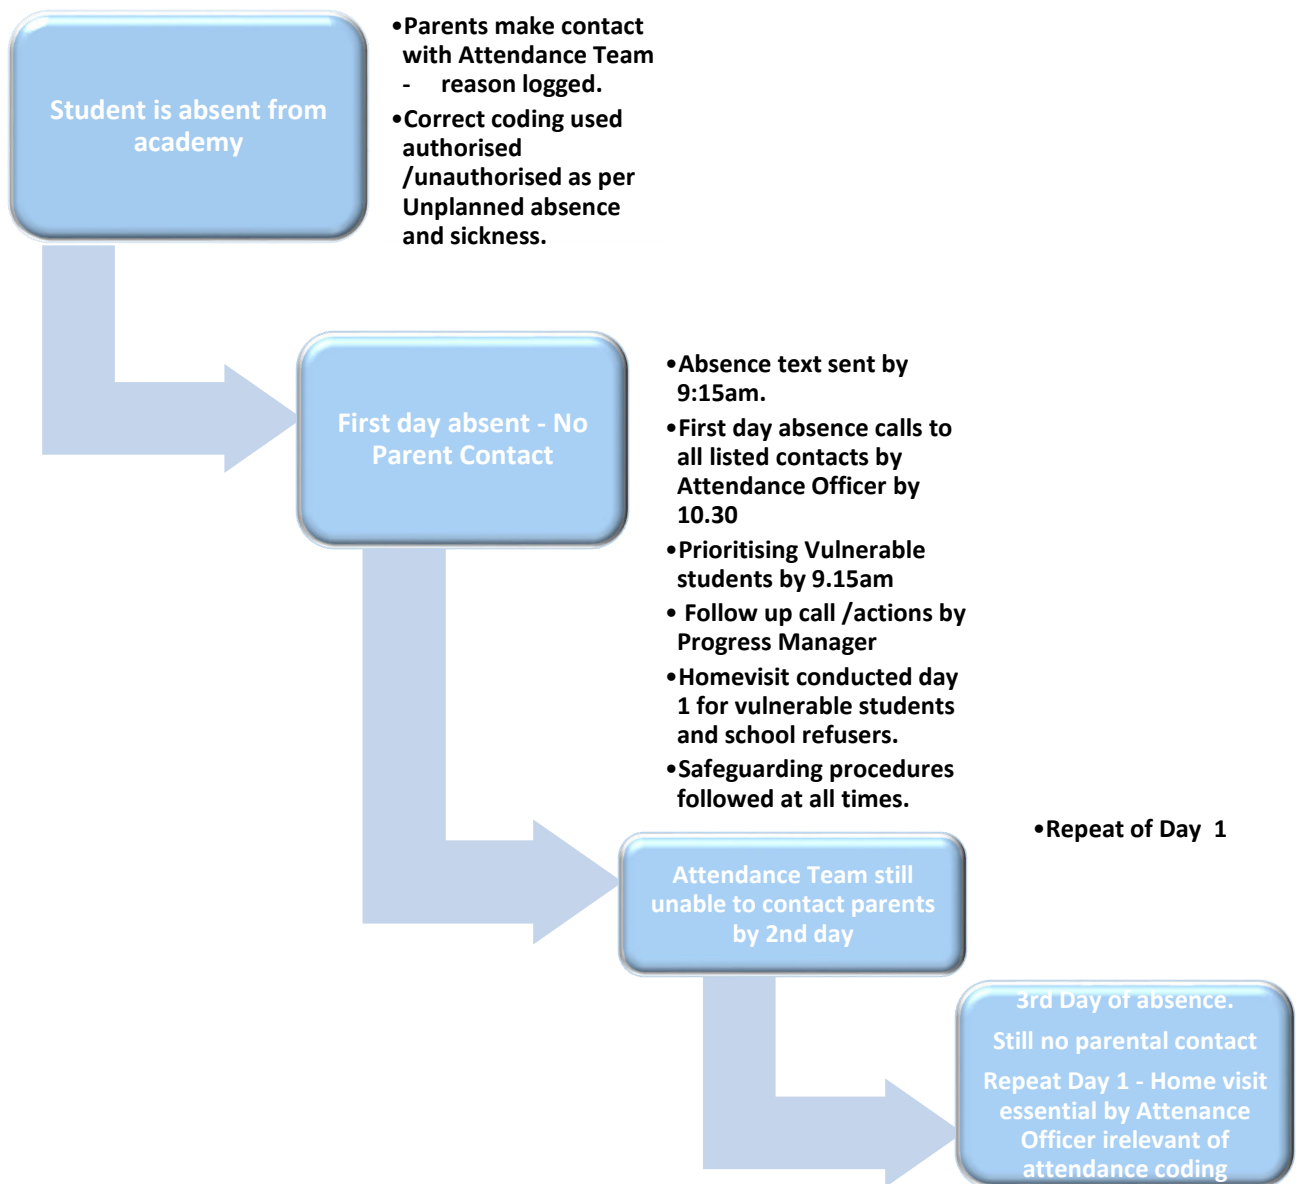 Student is absent from
academy
•Parents make contact
with Attendance Team
- reason logged.
•Correct coding used
authorised
/unauthorised as per
Unplanned absence
and sickness.
First day absent - No
Parent Contact
•Absence text sent by
9:15am.
•First day absence calls to
all listed contacts by
Attendance Officer by
10.30
•Prioritising Vulnerable
students by 9.15am
• Follow up call /actions by
Progress Manager
•Homevisit conducted day
1 for vulnerable students
and school refusers.
•Safeguarding procedures
followed at all times.
Attendance Team still
unable to contact parents
by 2nd day
•Repeat of Day 1
3rd Day of absence.
Still no parental contact
Repeat Day 1 - Home visit
essential by Attenance
Officer irelevant of
attendance coding